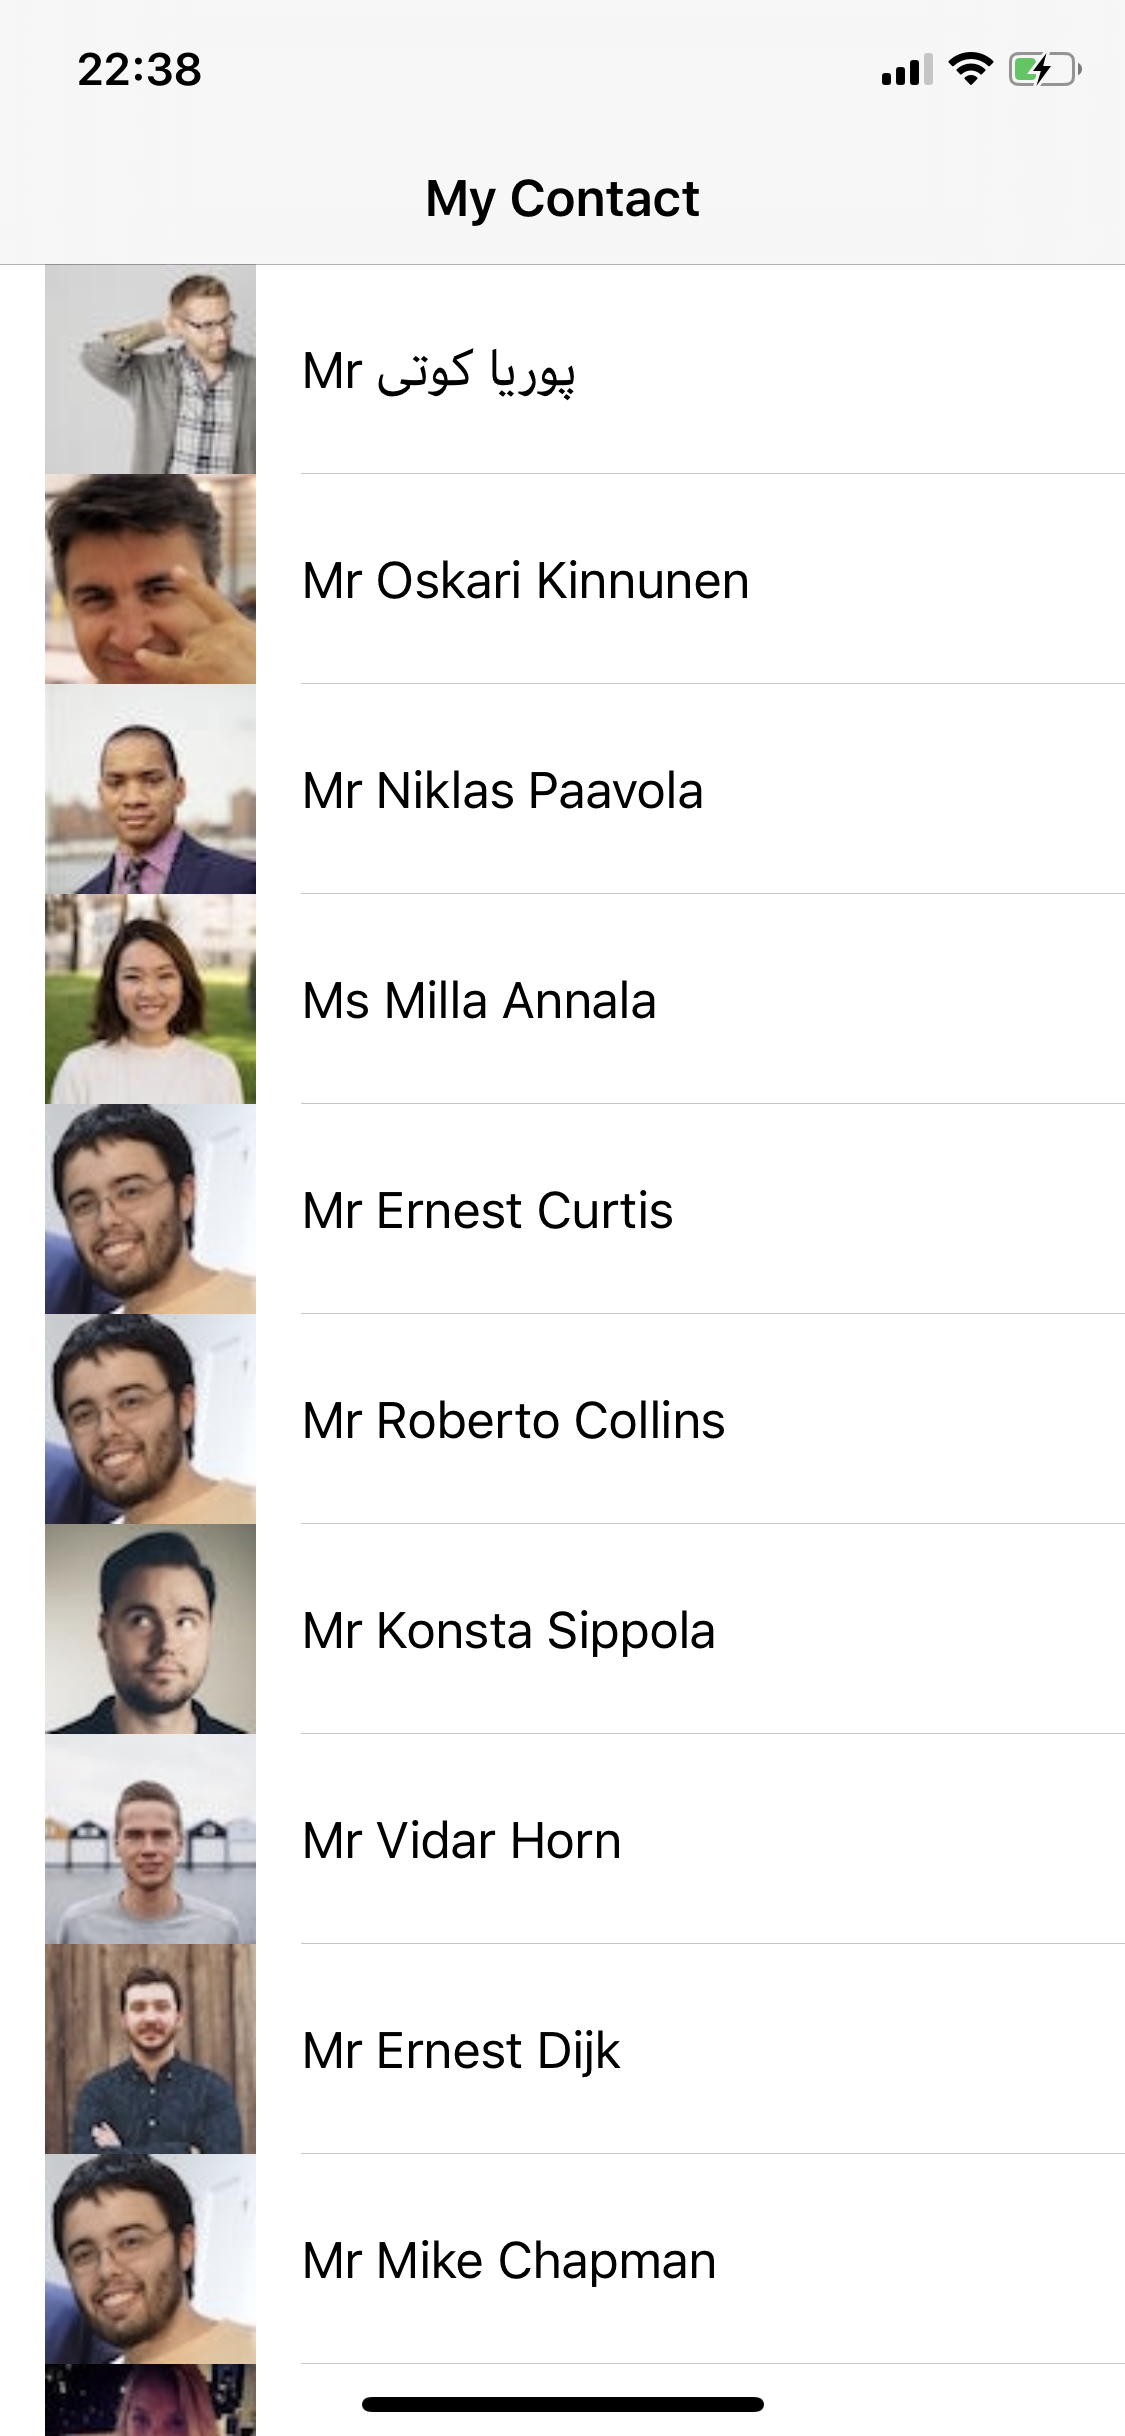 22:38
My Contact
Mr پوریا کوتی
Mr Oskari Kinnunen
Mr Niklas Paavola
Ms Milla Annala
Mr Ernest Curtis
Mr Roberto Collins
Mr Konsta Sippola
Mr Vidar Horn
Mr Ernest Dijk
Mr Mike Chapman